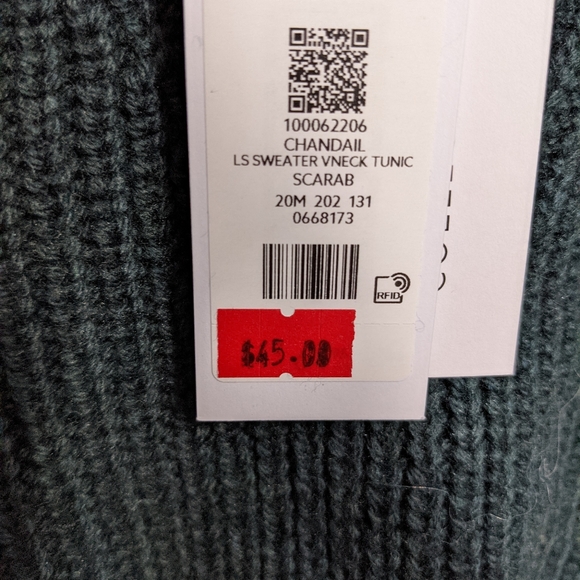 100062206
CHANDAIL
LS SWEATER VNECK TUNIC
SCARAB
20M 202 131
0668173
RFID
$45.00